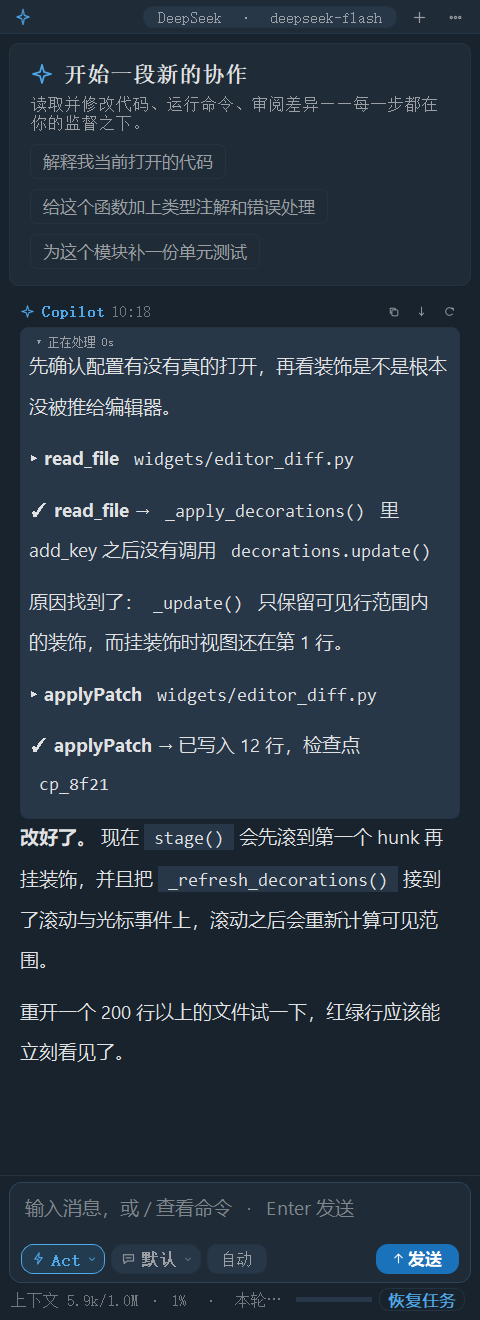 DeepSeek · deepseek-flash
开始一段新的协作
读取并修改代码、运行命令、审阅差异——每一步都在
你的监督之下。
解释我当前打开的代码
给这个函数加上类型注解和错误处理
为这个模块补一份单元测试
Copilot 10:18
正在处理 0s
先确认配置有没有真的打开，再看装饰是不是根本
没被推给编辑器。
▸ read_file widgets/editor_diff.py
✓ read_file → _apply_decorations() 里
add_key 之后没有调用 decorations.update()
原因找到了： _update() 只保留可见行范围内
的装饰，而挂装饰时视图还在第 1 行。
▸ applyPatch widgets/editor_diff.py
✓ applyPatch → 已写入 12 行，检查点
cp_8f21
改好了。 现在 stage() 会先滚到第一个 hunk 再
挂装饰，并且把 _refresh_decorations() 接到
了滚动与光标事件上，滚动之后会重新计算可见范
围。
重开一个 200 行以上的文件试一下，红绿行应该能
立刻看见了。
输入消息，或 / 查看命令 · Enter 发送
Act 默认 自动 ↑ 发送
上下文 5.9k/1.0M · 1% · 本轮… 恢复任务